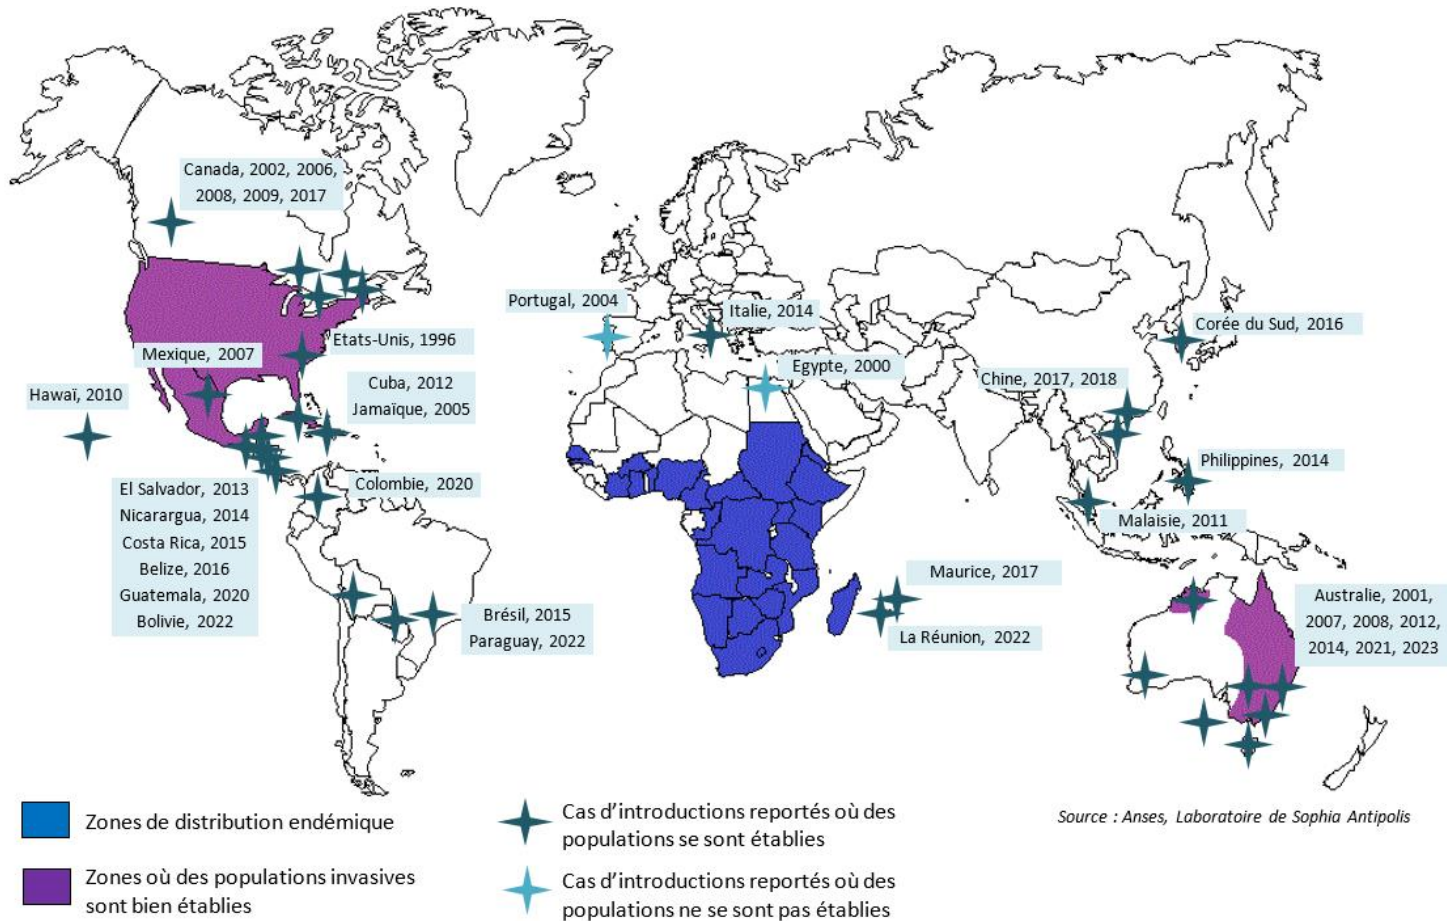 Canada, 2002, 2006,
2008, 2009, 2017
Portugal, 2004
Italie, 2014
Corée du Sud, 2016
Etats-Unis, 1996
Mexique, 2007
Egypte, 2000
Chine, 2017, 2018
Cuba, 2012
Jamaïque, 2005
Hawaï, 2010
Philippines, 2014
Colombie, 2020
El Salvador, 2013
Nicarargua, 2014
Costa Rica, 2015
Belize, 2016
Guatemala, 2020
Bolivie, 2022
Malaisie, 2011
Maurice, 2017
Brésil, 2015
Paraguay, 2022
La Réunion, 2022
Australie, 2001,
2007, 2008, 2012,
2014, 2021, 2023
Zones de distribution endémique
Zones où des populations invasives
sont bien établies
Cas d'introductions reportés où des
populations se sont établies
Cas d'introductions reportés où des
populations ne se sont pas établies
Source : Anses, Laboratoire de Sophia Antipolis